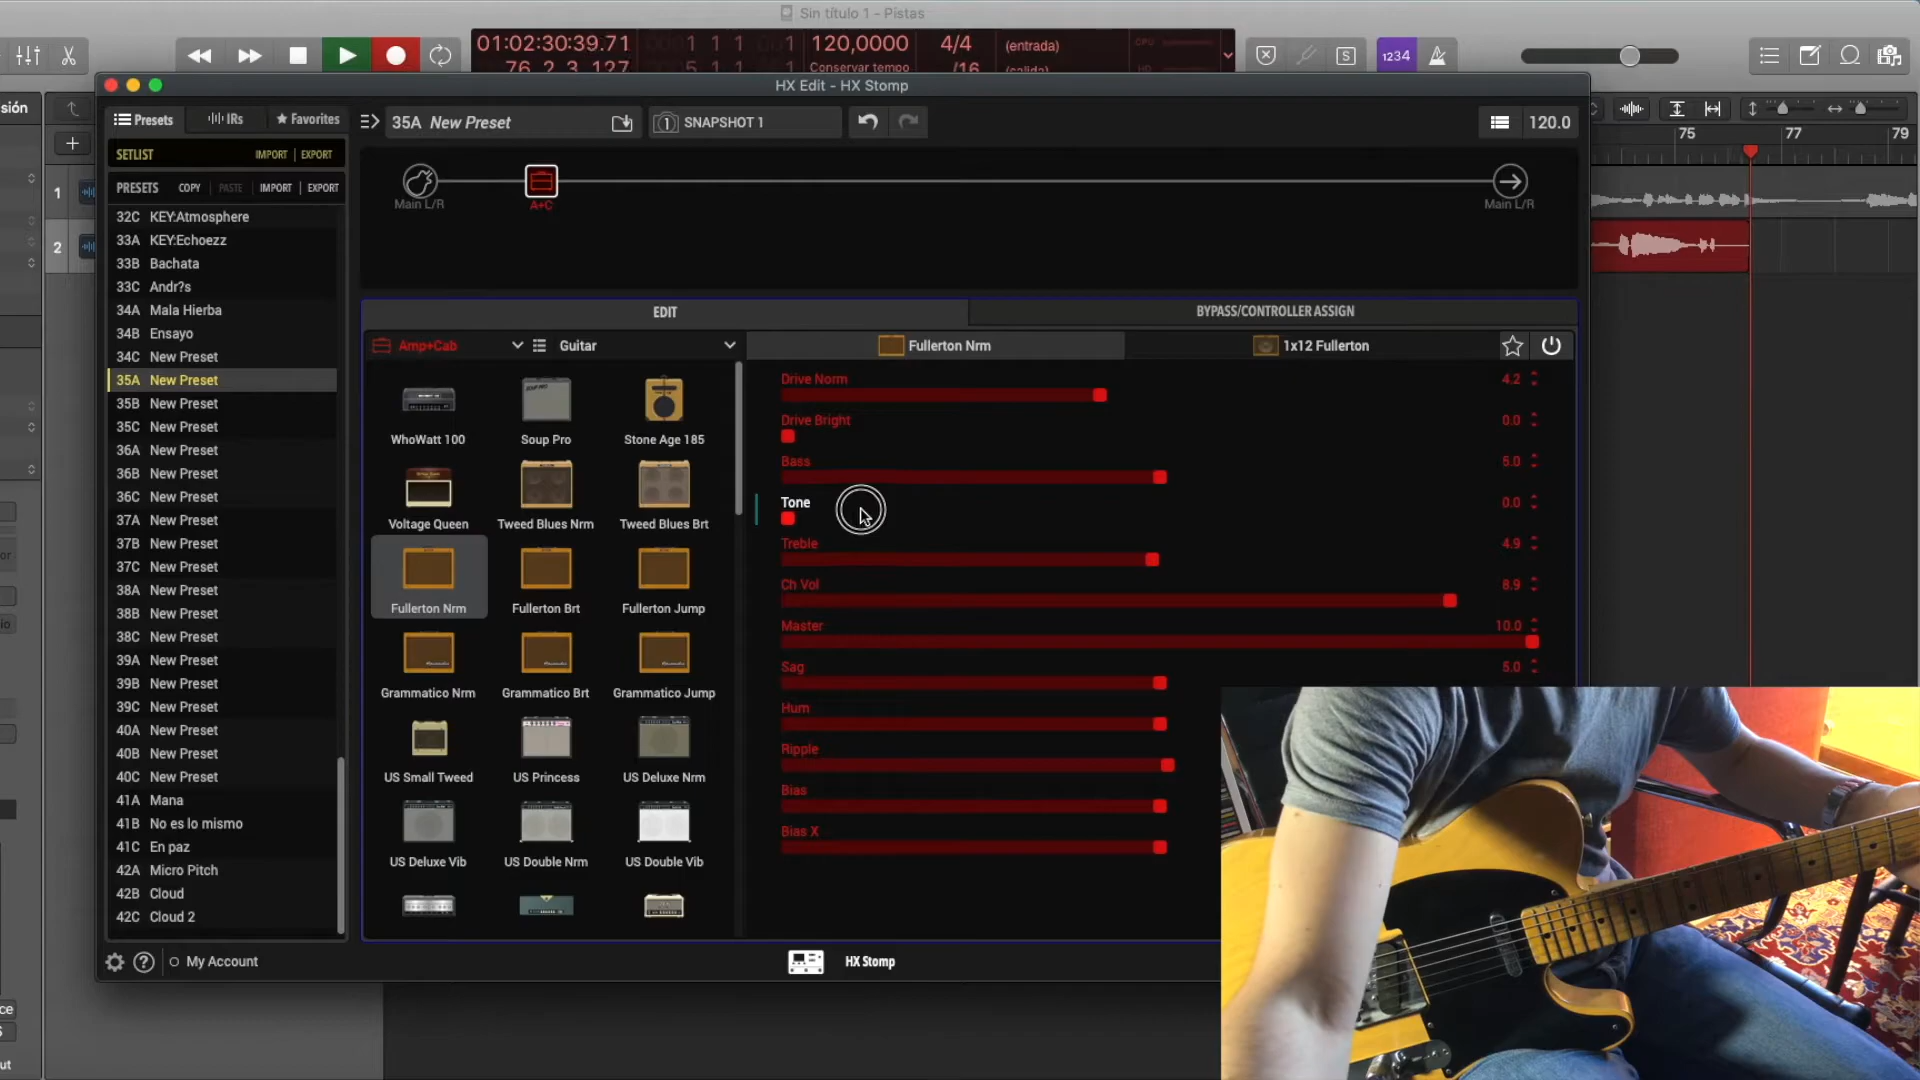 Sin título 1 - Pistas
01:02:30:39.71
76 2 3 127
1 1 1 1
120,0000
Conservar tempo
4/4
/16
(entrada)
CPU
HD
S
1234
sión
HX Edit - HX Stomp
75
77
79
Presets
IRs
Favorites
35A New Preset
1
SNAPSHOT 1
120.0
SETLIST
IMPORT | EXPORT
PRESETS
COPY
PASTE
IMPORT
EXPORT
1
2
Main L/R
A+C
Main L/R
32C KEY:Atmosphere
33A KEY:Echoezz
33B Bachata
33C Andr?s
34A Mala Hierba
34B Ensayo
34C New Preset
35A New Preset
35B New Preset
35C New Preset
36A New Preset
36B New Preset
36C New Preset
37A New Preset
37B New Preset
37C New Preset
38A New Preset
38B New Preset
38C New Preset
39A New Preset
39B New Preset
39C New Preset
40A New Preset
40B New Preset
40C New Preset
41A Mana
41B No es lo mismo
41C En paz
42A Micro Pitch
42B Cloud
42C Cloud 2
EDIT
BYPASS/CONTROLLER ASSIGN
Amp+Cab
Guitar
Fullerton Nrm
1x12 Fullerton
WhoWatt 100
Soup Pro
Stone Age 185
Voltage Queen
Tweed Blues Nrm
Tweed Blues Brt
Fullerton Nrm
Fullerton Brt
Fullerton Jump
Grammatico Nrm
Grammatico Brt
Grammatico Jump
US Small Tweed
US Princess
US Deluxe Nrm
US Deluxe Vib
US Double Nrm
US Double Vib
Drive Norm 4.2
Drive Bright 0.0
Bass 5.0
Tone 0.0
Treble 4.9
Ch Vol 8.9
Master 10.0
Sag 5.0
Hum
Ripple
Bias
Bias X
My Account
HX Stomp